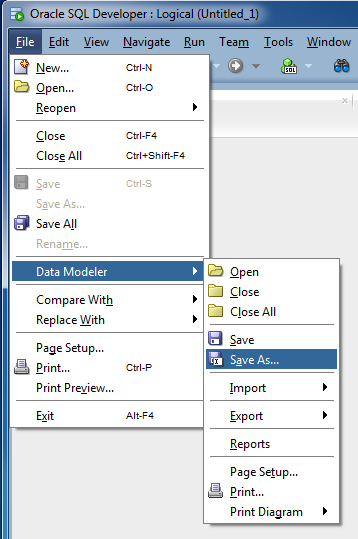 Oracle SQL Developer : Logical (Untitled_1)
File Edit View Navigate Run Team Tools Window
New... Ctrl-N
Open... Ctrl-O
Reopen
Close Ctrl-F4
Close All Ctrl+Shift-F4
Save Ctrl-S
Save As...
Save All
Rename...
Data Modeler
Compare With
Replace With
Page Setup...
Print... Ctrl-P
Print Preview...
Exit Alt-F4
SQL
Open
Close
Close All
Save
Save As...
Import
Export
Reports
Page Setup...
Print...
Print Diagram